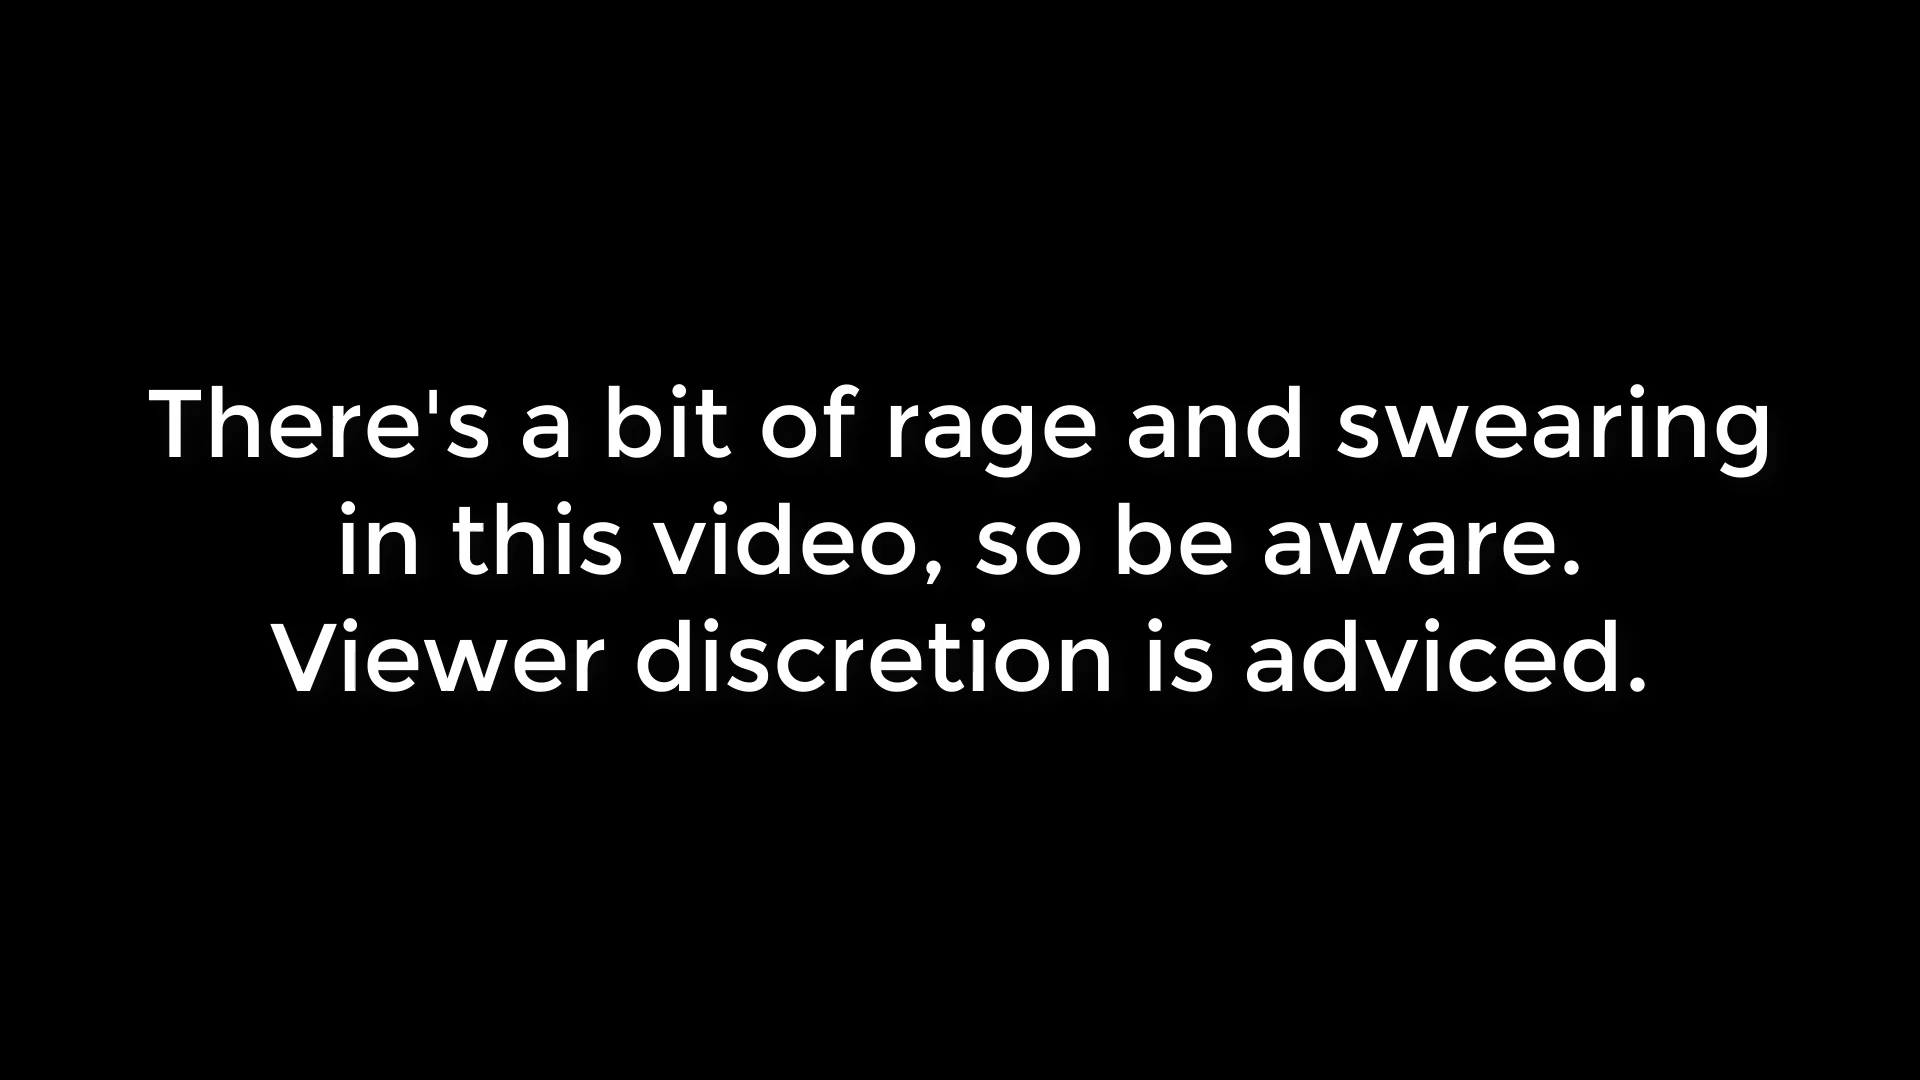 There's a bit of rage and swearing
in this video, so be aware.
Viewer discretion is adviced.